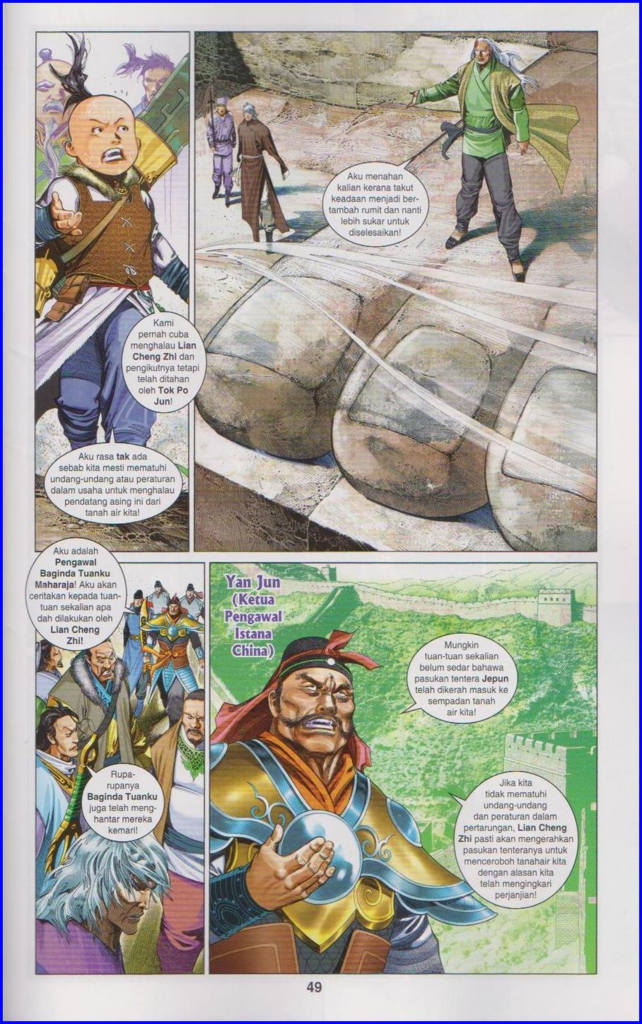 Kami
pernah cuba
menghalau Lian
Cheng Zhi dan
pengikutnya tetapi
telah ditahan
oleh Tok Po
Jun!
Aku rasa tak ada
sebab kita mesti mematuhi
undang-undang atau peraturan
dalam usaha untuk menghalau
pendatang asing ini dari
tanah air kita!
Aku menahan
kalian kerana takut
keadaan menjadi ber-
tambah rumit dan nanti
lebih sukar untuk
diselesaikan!
Aku adalah
Pengawal
Baginda Tuanku
Maharaja! Aku akan
ceritakan kepada tuan-
tuan sekalian apa
dah dilakukan oleh
Lian Cheng
Zhi!
Rupa-
rupanya
Baginda Tuanku
juga telah meng-
hantar mereka
kemari!
Yan Jun
(Ketua
Pengawal
Istana
China)
Mungkin
tuan-tuan sekalian
belum sedar bahawa
pasukan tentera Jepun
telah dikerah masuk ke
sempadan tanah
air kita!
Jika kita
tidak mematuhi
undang-undang
dan peraturan dalam
pertarungan, Lian Cheng
Zhi pasti akan mengerahkan
pasukan tenteranya untuk
menceroboh tanahair kita
dengan alasan kita
telah mengingkari
perjanjian!
49